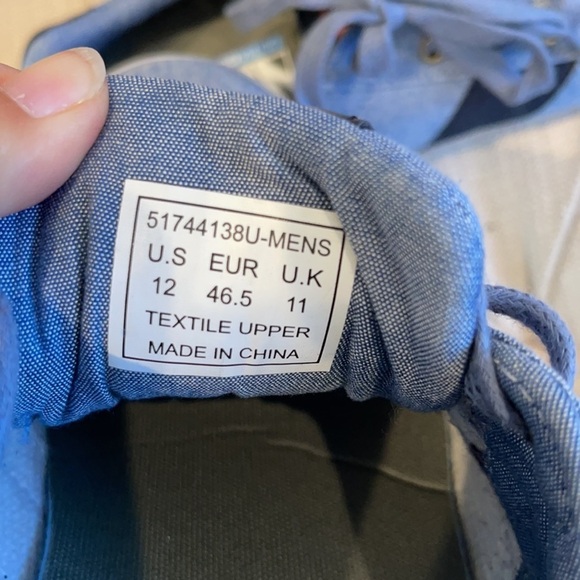 51744138U-MENS
U.S EUR U.K
12 46.5 11
TEXTILE UPPER
MADE IN CHINA